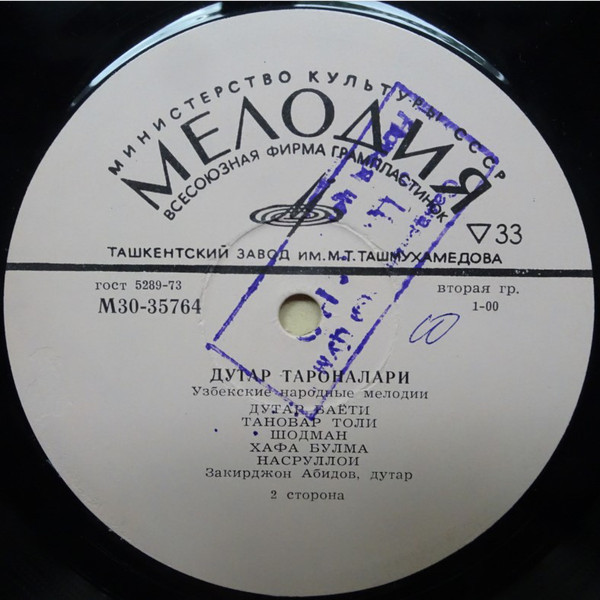 МИНИСТЕРСТВО КУЛЬТУРЫ СССР
МЕЛОДИЯ
ВСЕСОЮЗНАЯ ФИРМА ГРАМПЛАСТИНОК
▽33
ТАШКЕНТСКИЙ ЗАВОД ИМ. М.Т. ТАШМУХАМЕДОВА
гост 5289-73
вторая гр.
М30-35764
1-00
ДУТАР ТАРОНАЛАРИ
Узбекские народные мелодии
ДУТАР БАЁТИ
ТАНОВАР ТОЛИ
ШОДМАН
ХАФА БУЛМА
НАСРУЛЛОИ
Закирджон Абидов, дутар
2 сторона